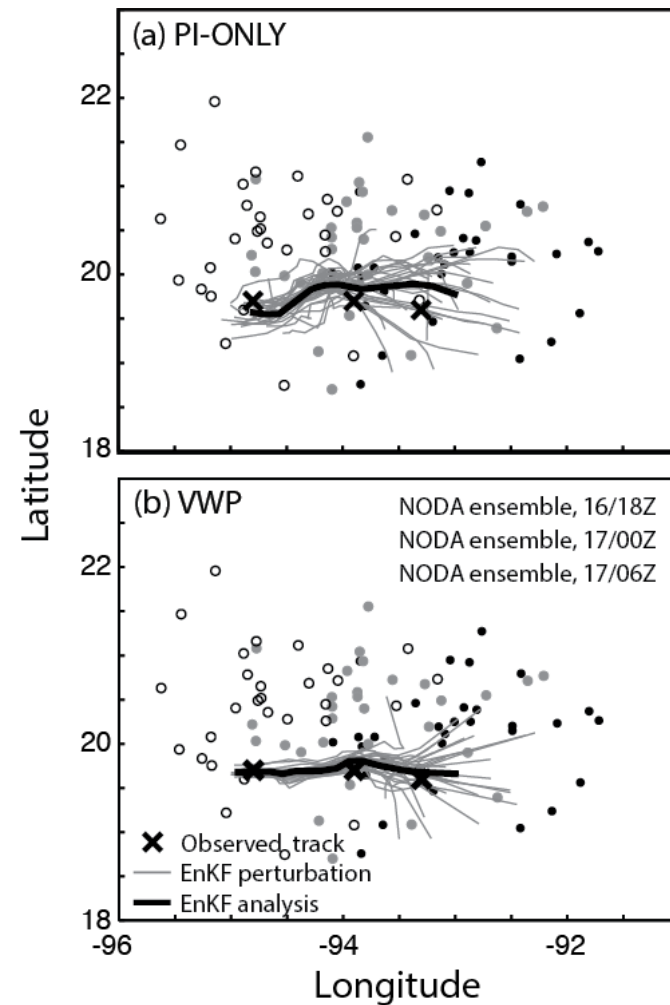 (a) PI-ONLY
22
20
18
Latitude
(b) VWP
NODA ensemble, 16/18Z
NODA ensemble, 17/00Z
NODA ensemble, 17/06Z
22
20
Observed track
EnKF perturbation
EnKF analysis
18
-96 -94 -92
Longitude